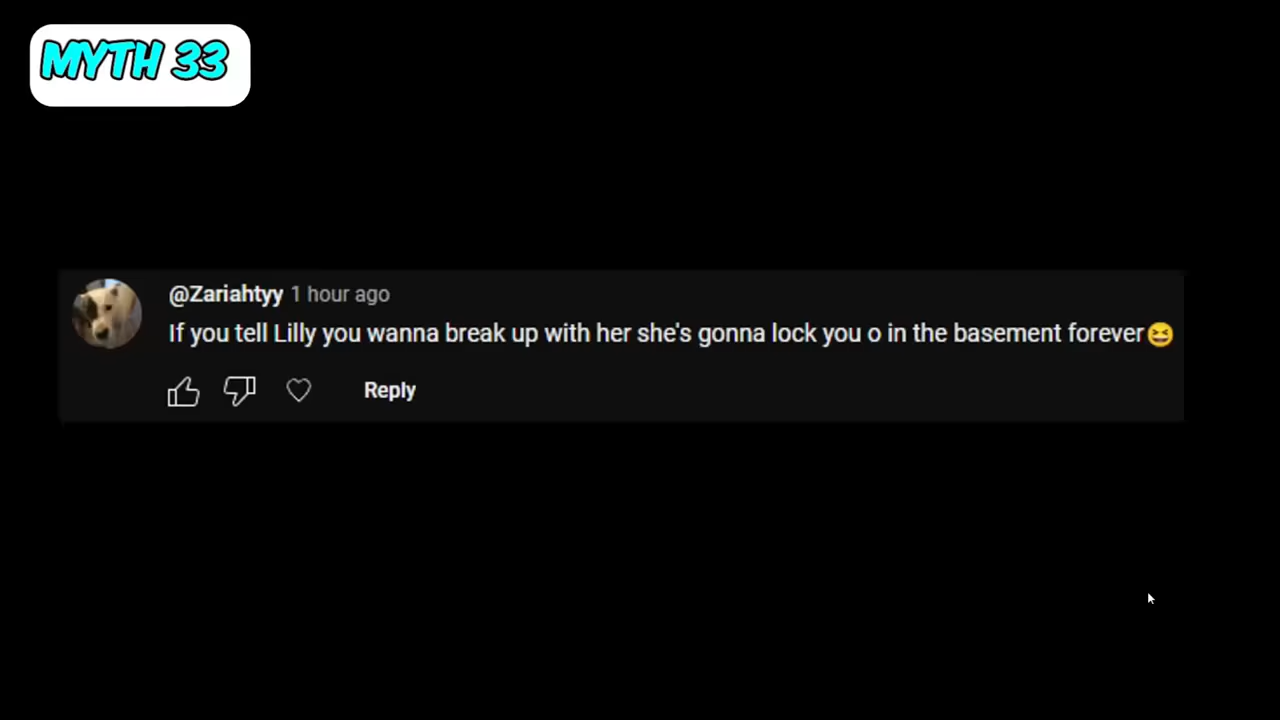 MYTH 33
@Zariahtyy 1 hour ago
If you tell Lilly you wanna break up with her she's gonna lock you o in the basement forever😆
Reply